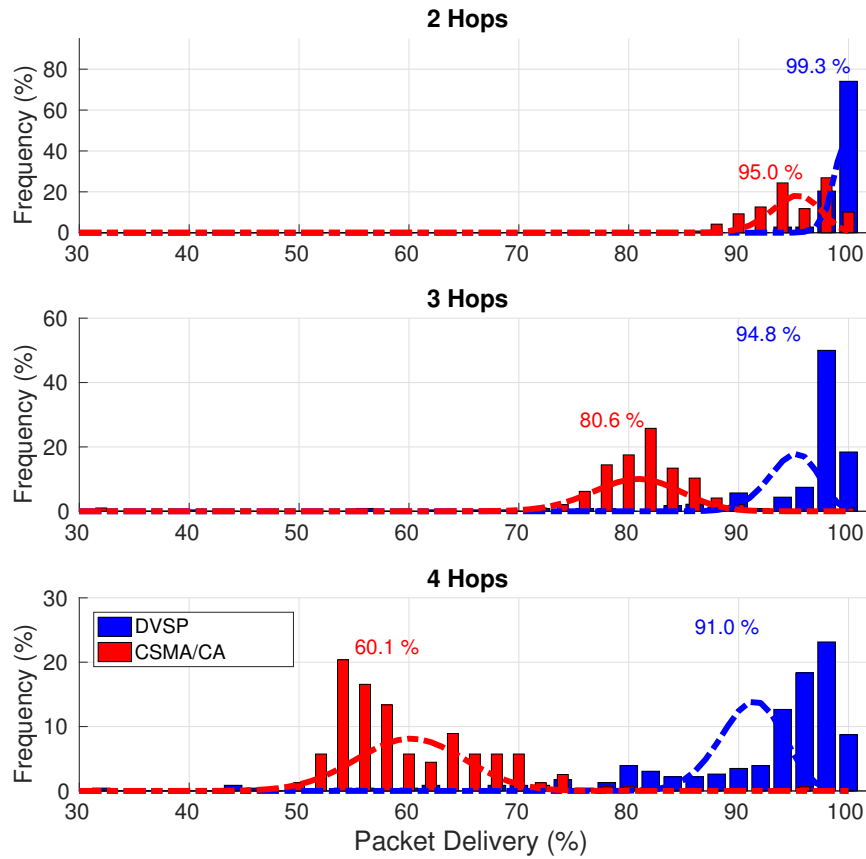 2 Hops
99.3 %
95.0 %
Frequency (%)
0
20
40
60
80
30 40 50 60 70 80 90 100
3 Hops
94.8 %
80.6 %
Frequency (%)
0
20
40
60
30 40 50 60 70 80 90 100
4 Hops
DVSP
CSMA/CA
60.1 %
91.0 %
Frequency (%)
0
10
20
30
30 40 50 60 70 80 90 100
Packet Delivery (%)